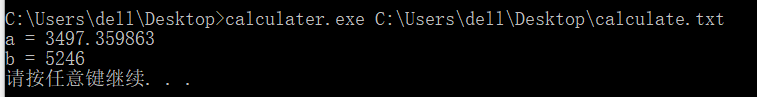 C:\Users\dell\Desktop>calculater.exe C:\Users\dell\Desktop\calculate.txt
a = 3497.359863
b = 5246
请按任意键继续. . .